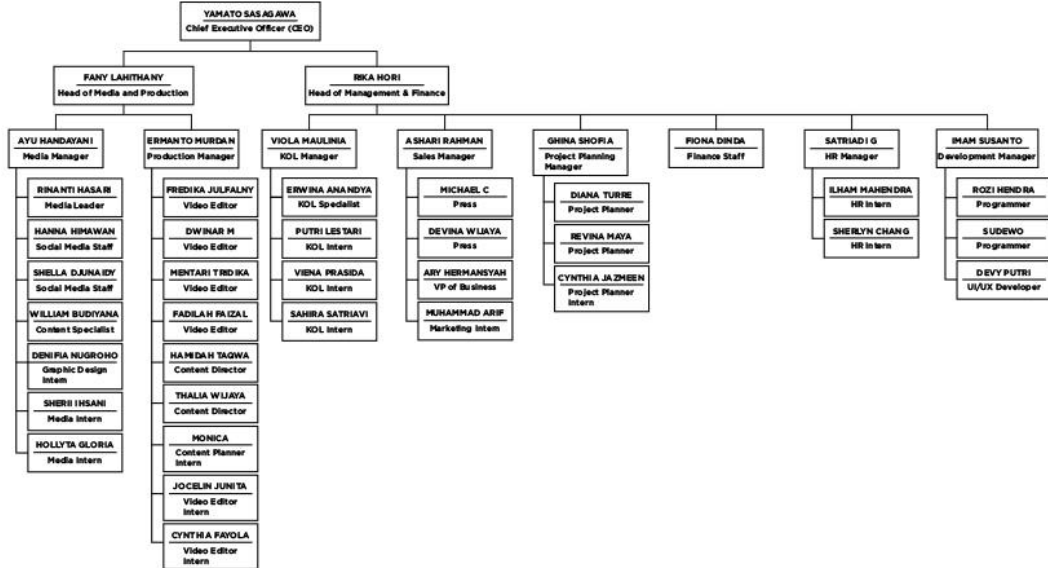 YAMATO SASAGAWA
Chief Executive Officer (CEO)
FANY LAHITHANY
Head of Media and Production
RIKA HORI
Head of Management & Finance
AYU HANDAYANI
Media Manager
ERMANTO MURDAN
Production Manager
VIOLA MAULINIA
KOL Manager
ASHARI RAHMAN
Sales Manager
GHINA SHOFIA
Project Planning
Manager
FIONA DINDA
Finance Staff
SATRIADI G
HR Manager
IMAM SUSANTO
Development Manager
RINANTI HASARI
Media Leader
HANNA HIMAWAN
Social Media Staff
SHELLA DJUNAIDY
Social Media Staff
WILLIAM BUDIYANA
Content Specialist
DENIFIA NUGROHO
Graphic Design
Intern
SHERII IHSANI
Media Intern
HOLLYTA GLORIA
Media Intern
FREDIKA JULFALNY
Video Editor
DWINAR M
Video Editor
MENTARI TRIDIKA
Video Editor
FADILAH FAIZAL
Video Editor
HAMIDAH TAQWA
Content Director
THALIA WIJAYA
Content Director
MONICA
Content Planner
Intern
JOCELIN JUNITA
Video Editor
Intern
CYNTHIA FAYOLA
Video Editor
Intern
ERWINA ANANDYA
KOL Specialist
PUTRI LESTARI
KOL Intern
VIENA PRASIDA
KOL Intern
SAHIRA SATRIAVI
KOL Intern
MICHAEL C
Press
DEVINA WIJAYA
Press
ARY HERMANSYAH
VP of Business
MUHAMMAD ARIF
Marketing Intern
DIANA TURRE
Project Planner
REVINA MAYA
Project Planner
CYNTHIA JAZMEEN
Project Planner
Intern
ILHAM MAHENDRA
HR Intern
SHERLYN CHANG
HR Intern
ROZI HENDRA
Programmer
SUDEWO
Programmer
DEVY PUTRI
UI/UX Developer